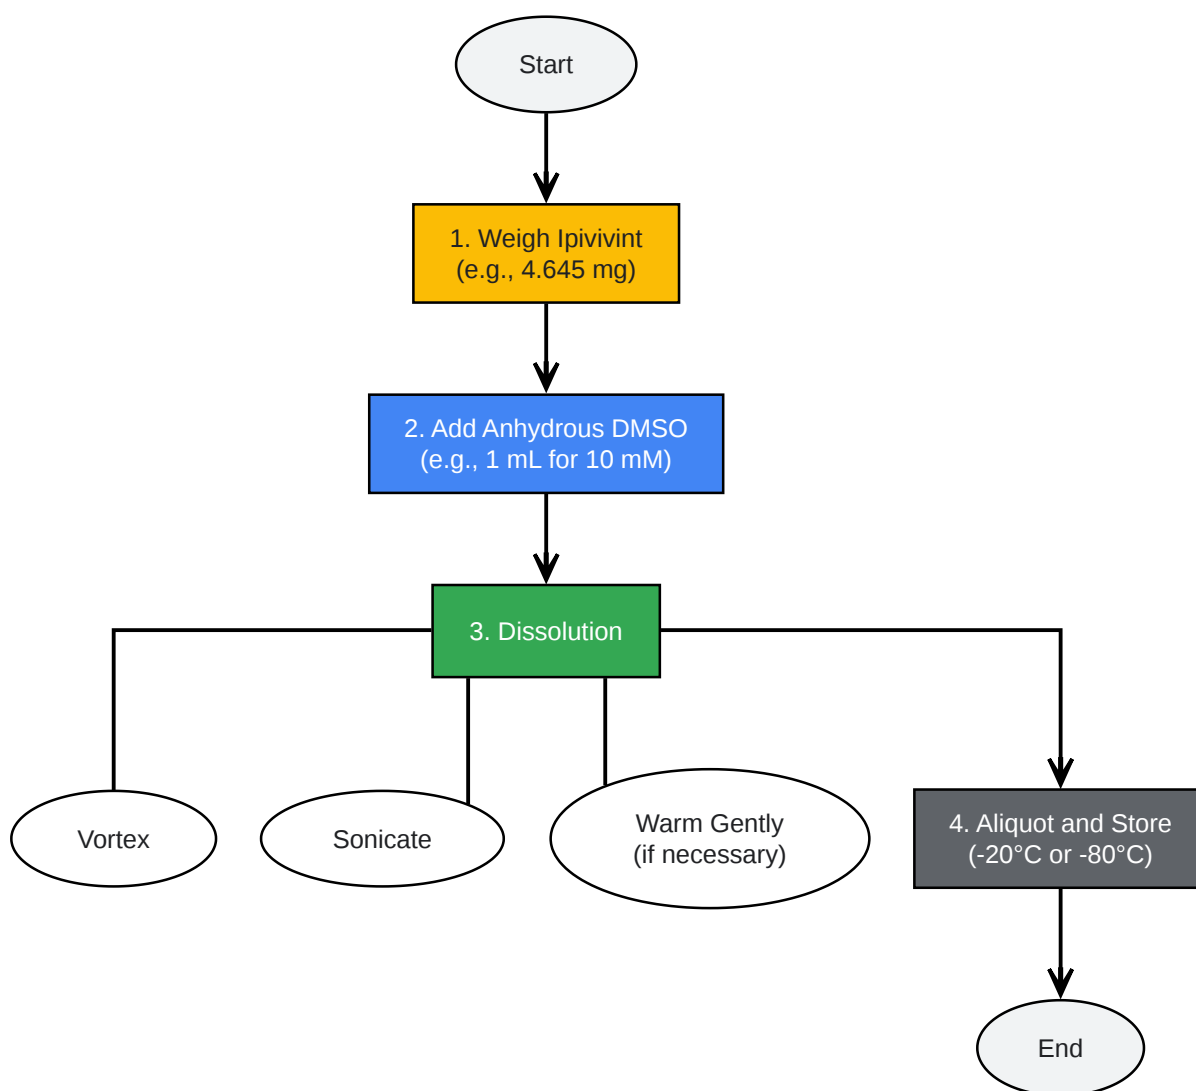 Start
1. Weigh Ipivivint
(e.g., 4.645 mg)
2. Add Anhydrous DMSO
(e.g., 1 mL for 10 mM)
3. Dissolution
Vortex
Sonicate
Warm Gently
(if necessary)
4. Aliquot and Store
(-20°C or -80°C)
End